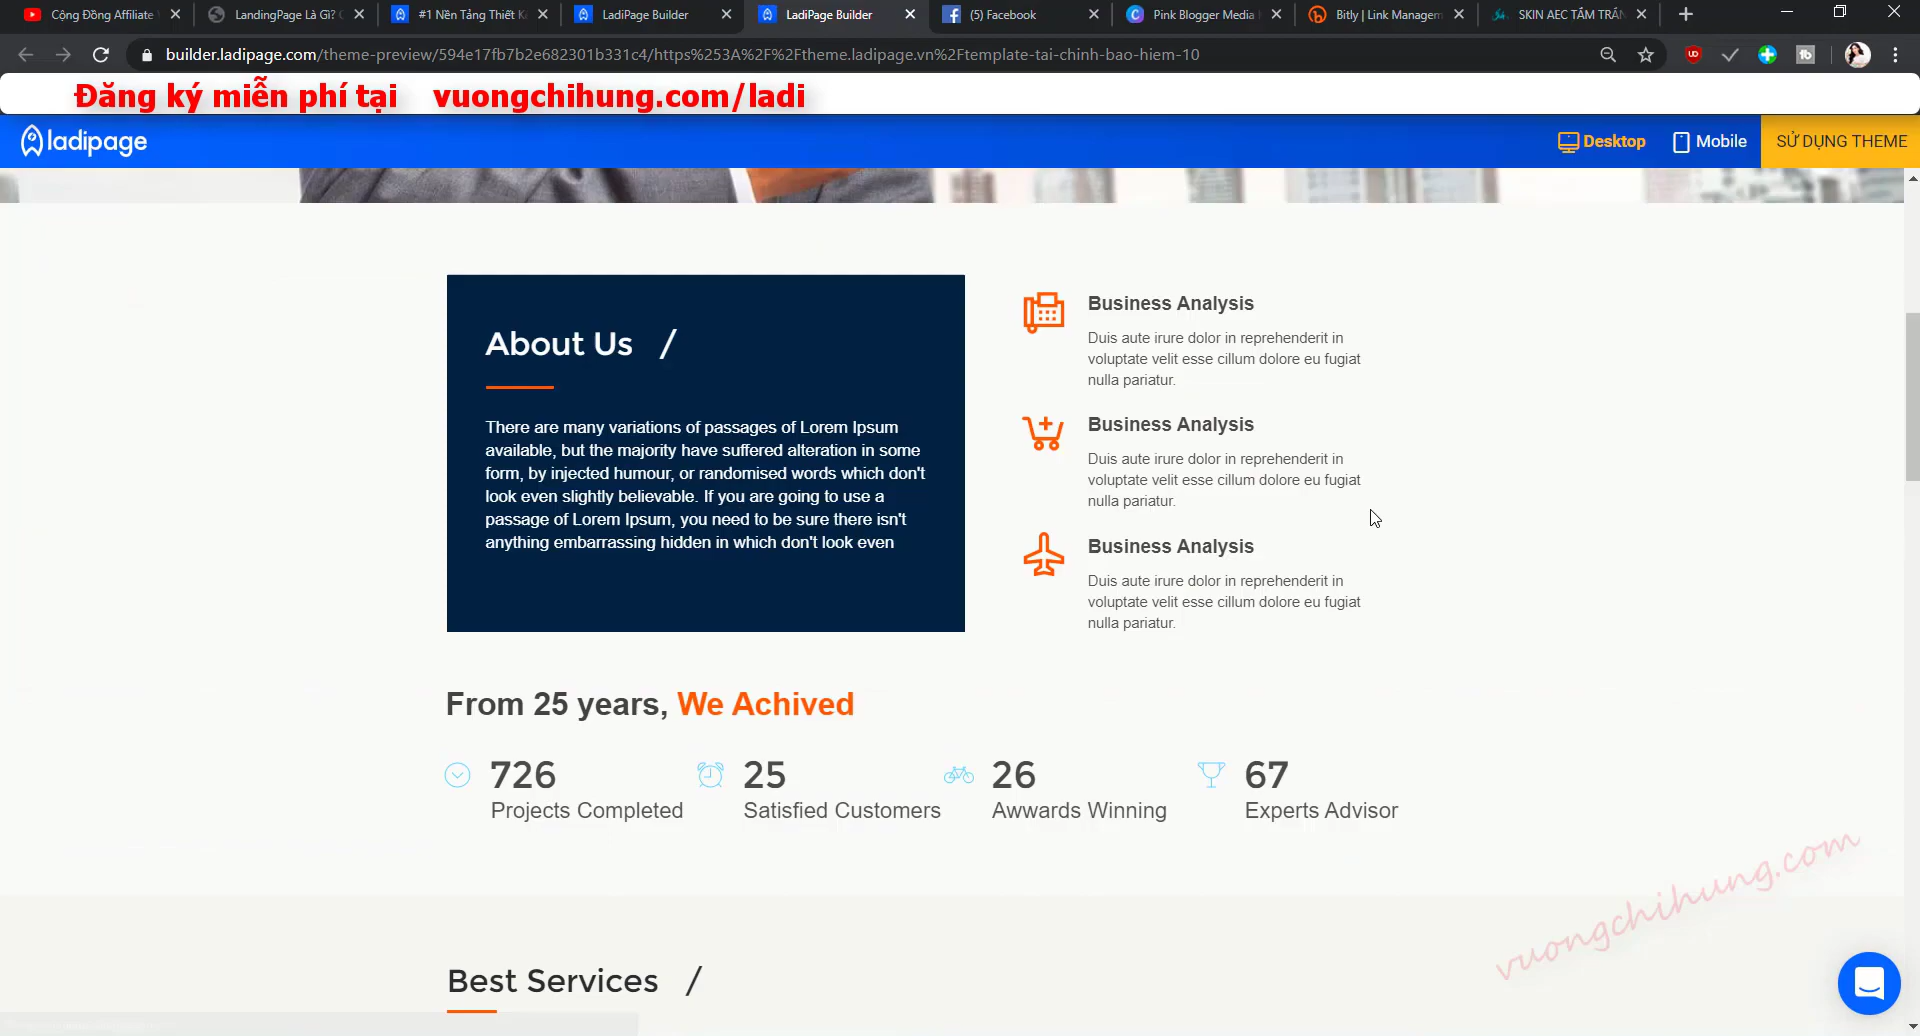 Cộng Đồng Affiliate
LandingPage Là Gì?
#1 Nền Tảng Thiết K
LadiPage Builder
LadiPage Builder
(5) Facebook
Pink Blogger Media
Bitly | Link Managem
SKIN AEC TẤM TRẦN
builder.ladipage.com/theme-preview/594e17fb7b2e682301b331c4/https%253A%2F%2Ftheme.ladipage.vn%2Ftemplate-tai-chinh-bao-hiem-10
Đăng ký miễn phí tại vuongchihung.com/ladi
ladipage
Desktop
Mobile
SỬ DỤNG THEME
About Us /
There are many variations of passages of Lorem Ipsum
available, but the majority have suffered alteration in some
form, by injected humour, or randomised words which don't
look even slightly believable. If you are going to use a
passage of Lorem Ipsum, you need to be sure there isn't
anything embarrassing hidden in which don't look even
Business Analysis
Duis aute irure dolor in reprehenderit in
voluptate velit esse cillum dolore eu fugiat
nulla pariatur.
Business Analysis
Duis aute irure dolor in reprehenderit in
voluptate velit esse cillum dolore eu fugiat
nulla pariatur.
Business Analysis
Duis aute irure dolor in reprehenderit in
voluptate velit esse cillum dolore eu fugiat
nulla pariatur.
From 25 years, We Achived
726
Projects Completed
25
Satisfied Customers
26
Awwards Winning
67
Experts Advisor
vuongchihung.com
Best Services /